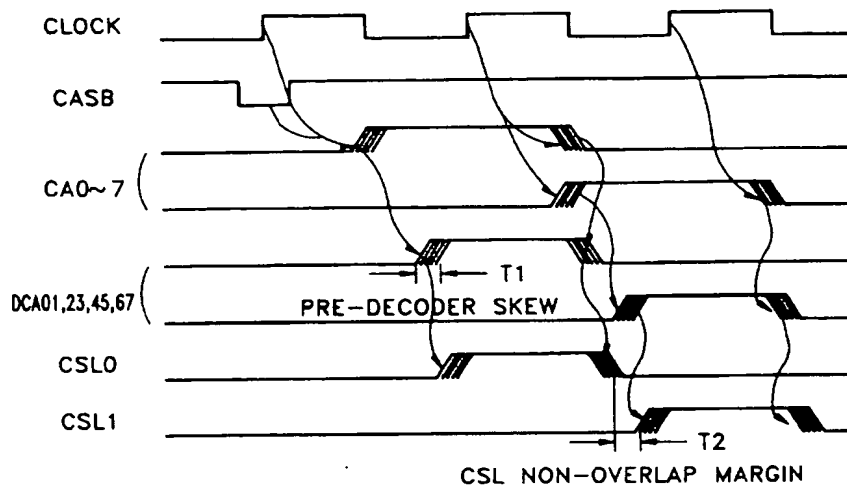 CLOCK
CASB
CA0~7
T1
DCA01,23,45,67
PRE-DECODER SKEW
CSL0
CSL1
T2
CSL NON-OVERLAP MARGIN